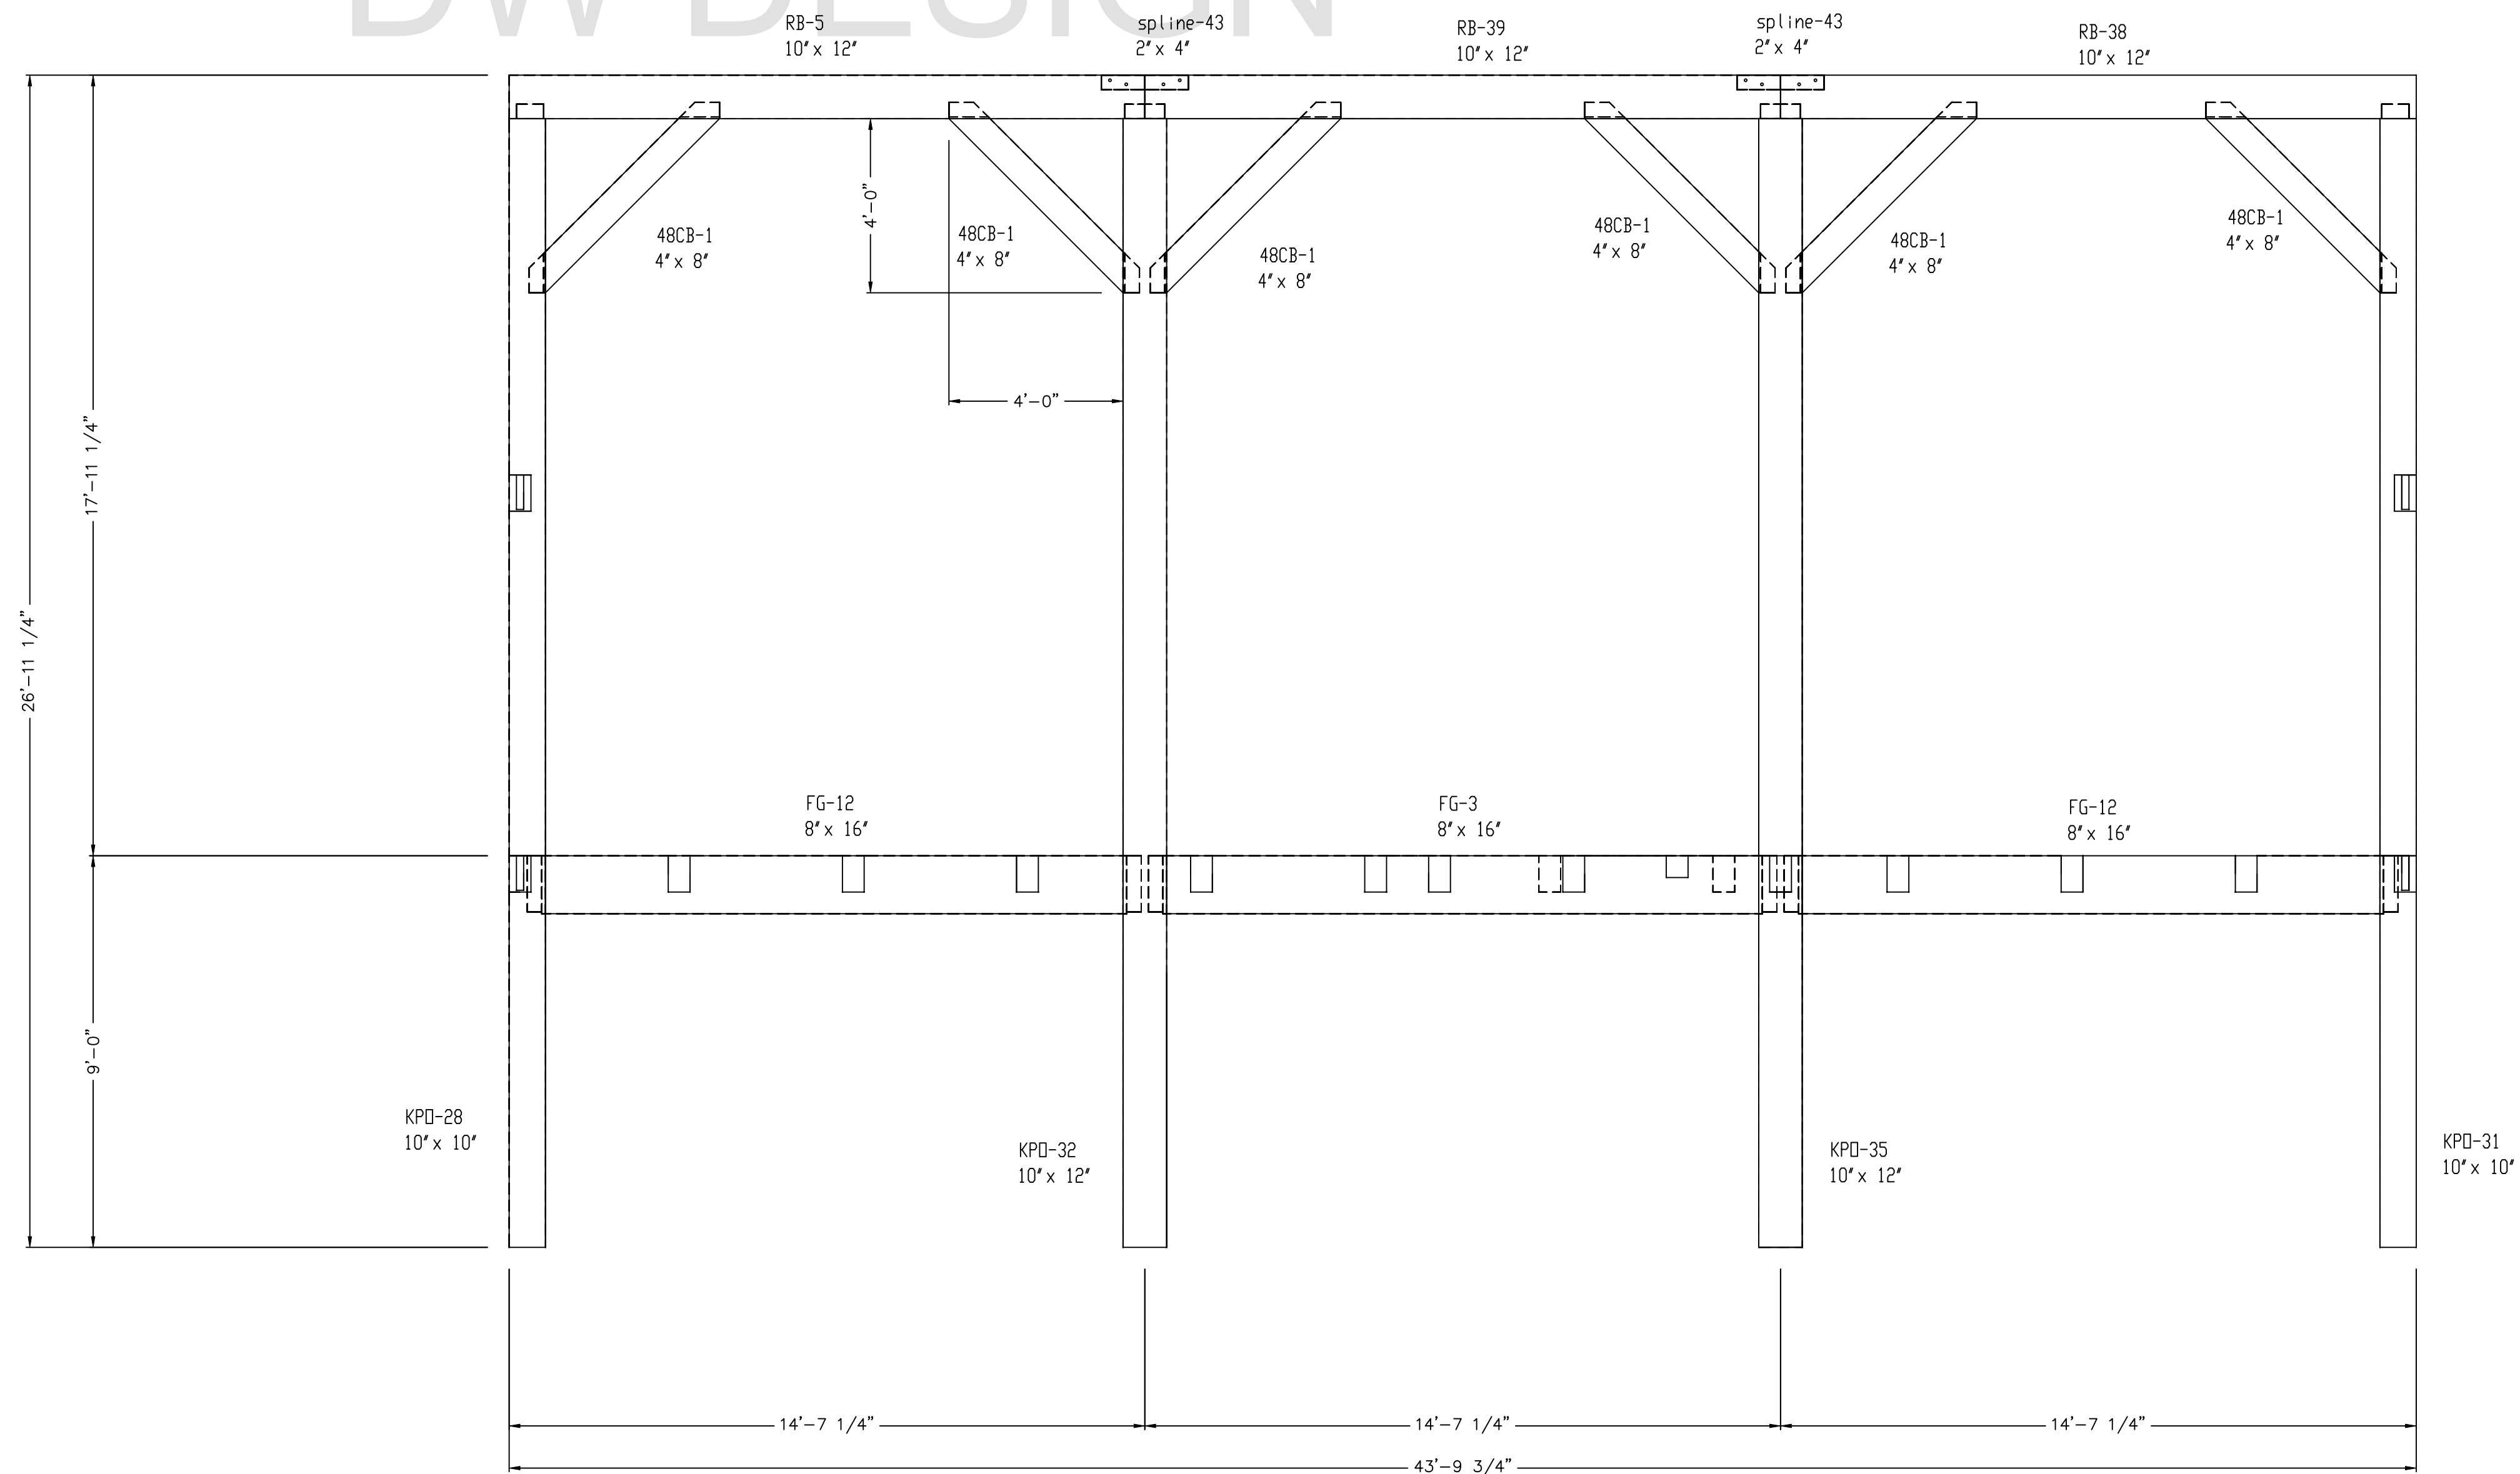 DW DESIGN
RB-5
10" x 12"
spline-43
2" x 4"
RB-39
10" x 12"
spline-43
2" x 4"
RB-38
10" x 12"
48CB-1
4" x 8"
4'-0"
48CB-1
4" x 8"
48CB-1
4" x 8"
48CB-1
4" x 8"
48CB-1
4" x 8"
48CB-1
4" x 8"
4'-0"
17'-11 1/4"
26'-11 1/4"
FG-12
8" x 16"
FG-3
8" x 16"
FG-12
8" x 16"
9'-0"
KPO-28
10" x 10"
KPO-32
10" x 12"
KPO-35
10" x 12"
KPO-31
10" x 10"
14'-7 1/4"
14'-7 1/4"
14'-7 1/4"
43'-9 3/4"